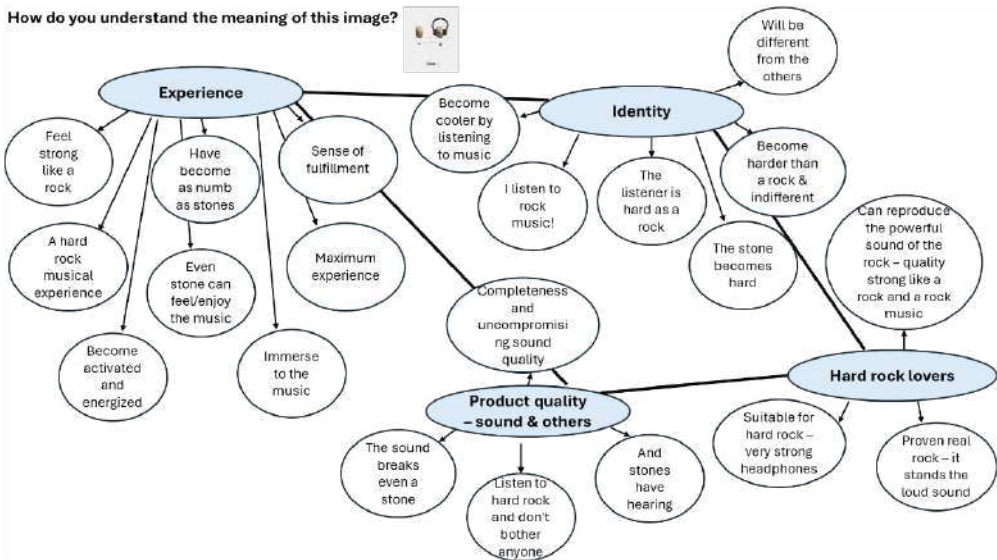 How do you understand the meaning of this image?
Experience
Feel
strong
like a
rock
A hard
rock
musical
experience
Become
activated
and
energized
Have
become
as numb
as stones
Even
stone can
feel/enjoy
the music
Immerse
to the
music
Sense of
fulfillment
Maximum
experience
Identity
Become
cooler by
listening
to music
I listen to
rock
music!
The
listener is
hard as a
rock
The stone
becomes
hard
Become
harder than
a rock &
indifferent
Will be
different
from the
others
Product quality
– sound & others
Completeness
and
uncompromisi
ng sound
quality
The sound
breaks
even a
stone
Listen to
hard rock
and don't
bother
anyone
And
stones
have
hearing
Hard rock lovers
Can reproduce
the powerful
sound of the
rock – quality
strong like a
rock and a rock
music
Suitable for
hard rock –
very strong
headphones
Proven real
rock – it
stands the
loud sound